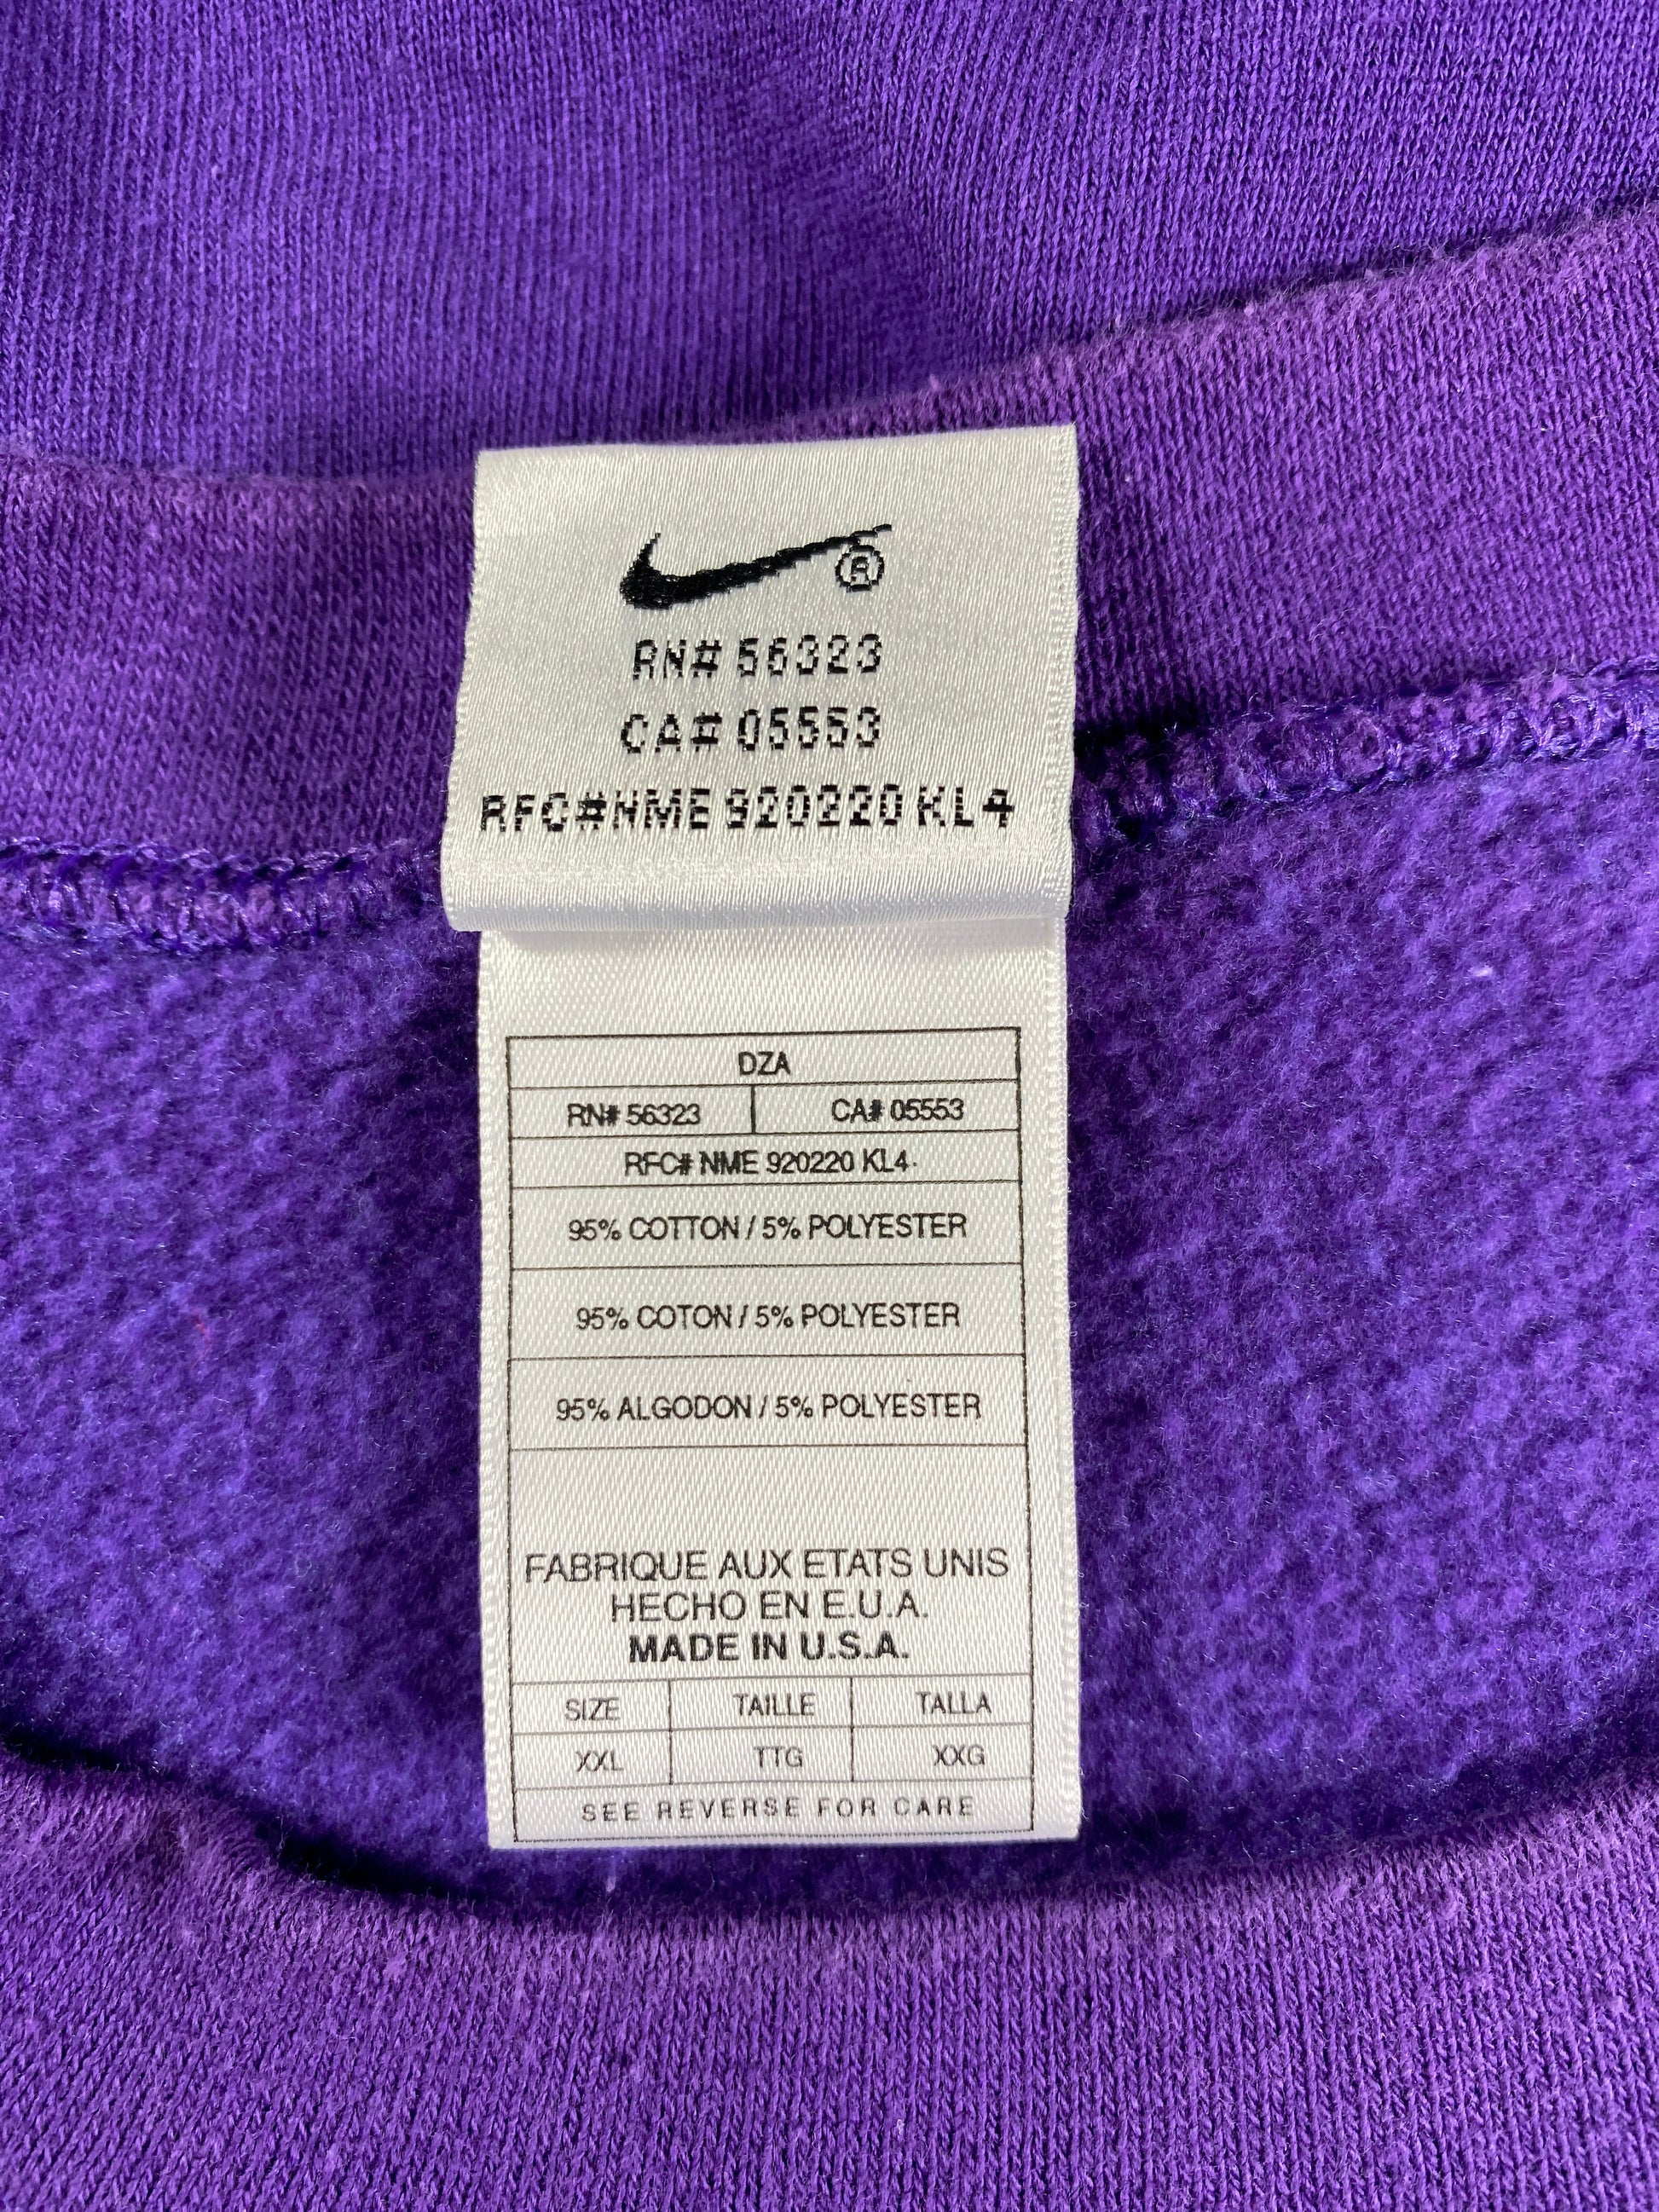 ®
RN# 56323
CA# 05553
RFC#NME 920220 KL4
DZA
RN# 56323 CA# 05553
RFC# NME 920220 KL4
95% COTTON / 5% POLYESTER
95% COTON / 5% POLYESTER
95% ALGODON / 5% POLYESTER
FABRIQUE AUX ETATS UNIS
HECHO EN E.U.A.
MADE IN U.S.A.
SIZE TAILLE TALLA
XXL TTG XXG
SEE REVERSE FOR CARE